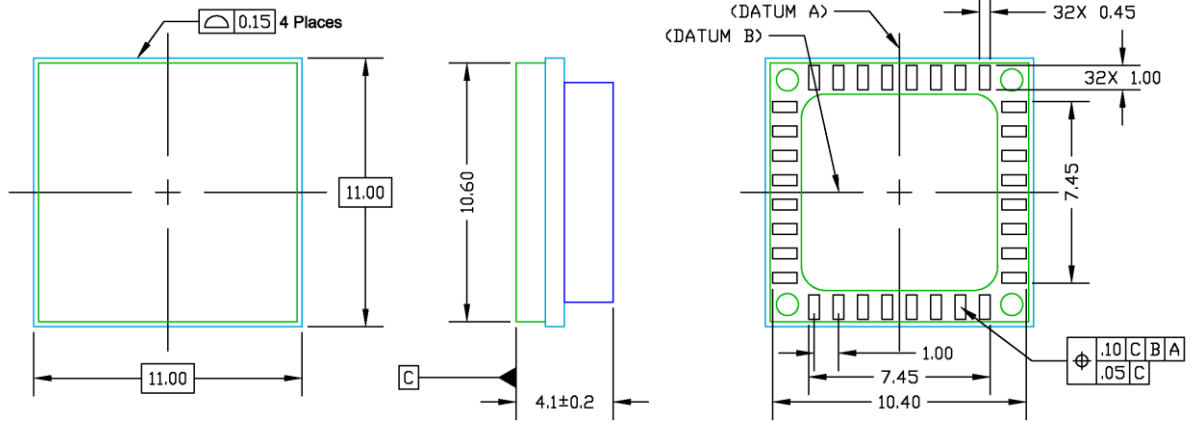 0.15 4 Places
11.00
11.00
10.60
C
4.1±0.2
(DATUM A)
(DATUM B)
32X 0.45
32X 1.00
7.45
1.00
7.45
10.40
.10 C B A
.05 C